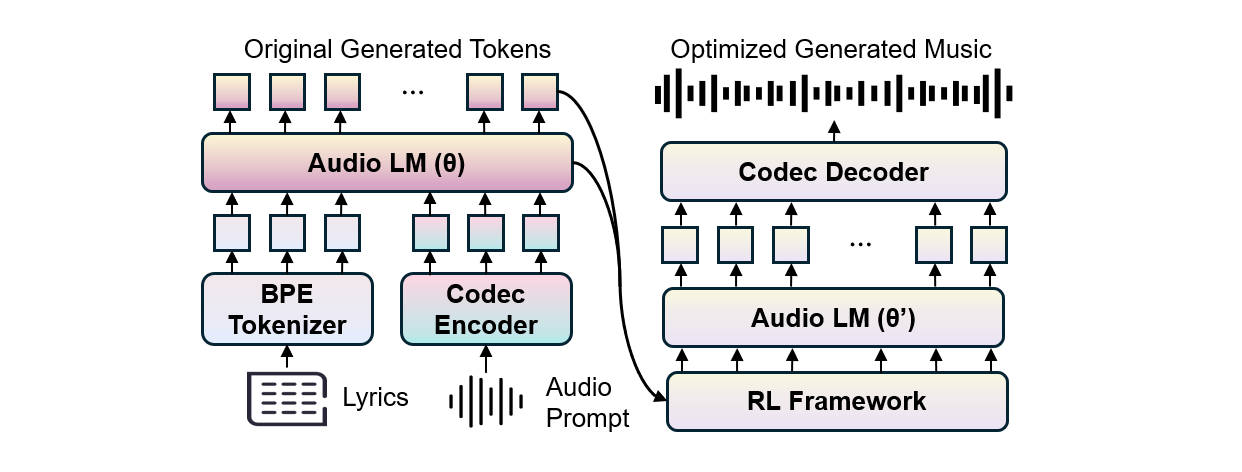 Original Generated Tokens
...
Audio LM (θ)
BPE
Tokenizer
Codec
Encoder
Lyrics
Audio
Prompt
Optimized Generated Music
Codec Decoder
...
Audio LM (θ’)
RL Framework